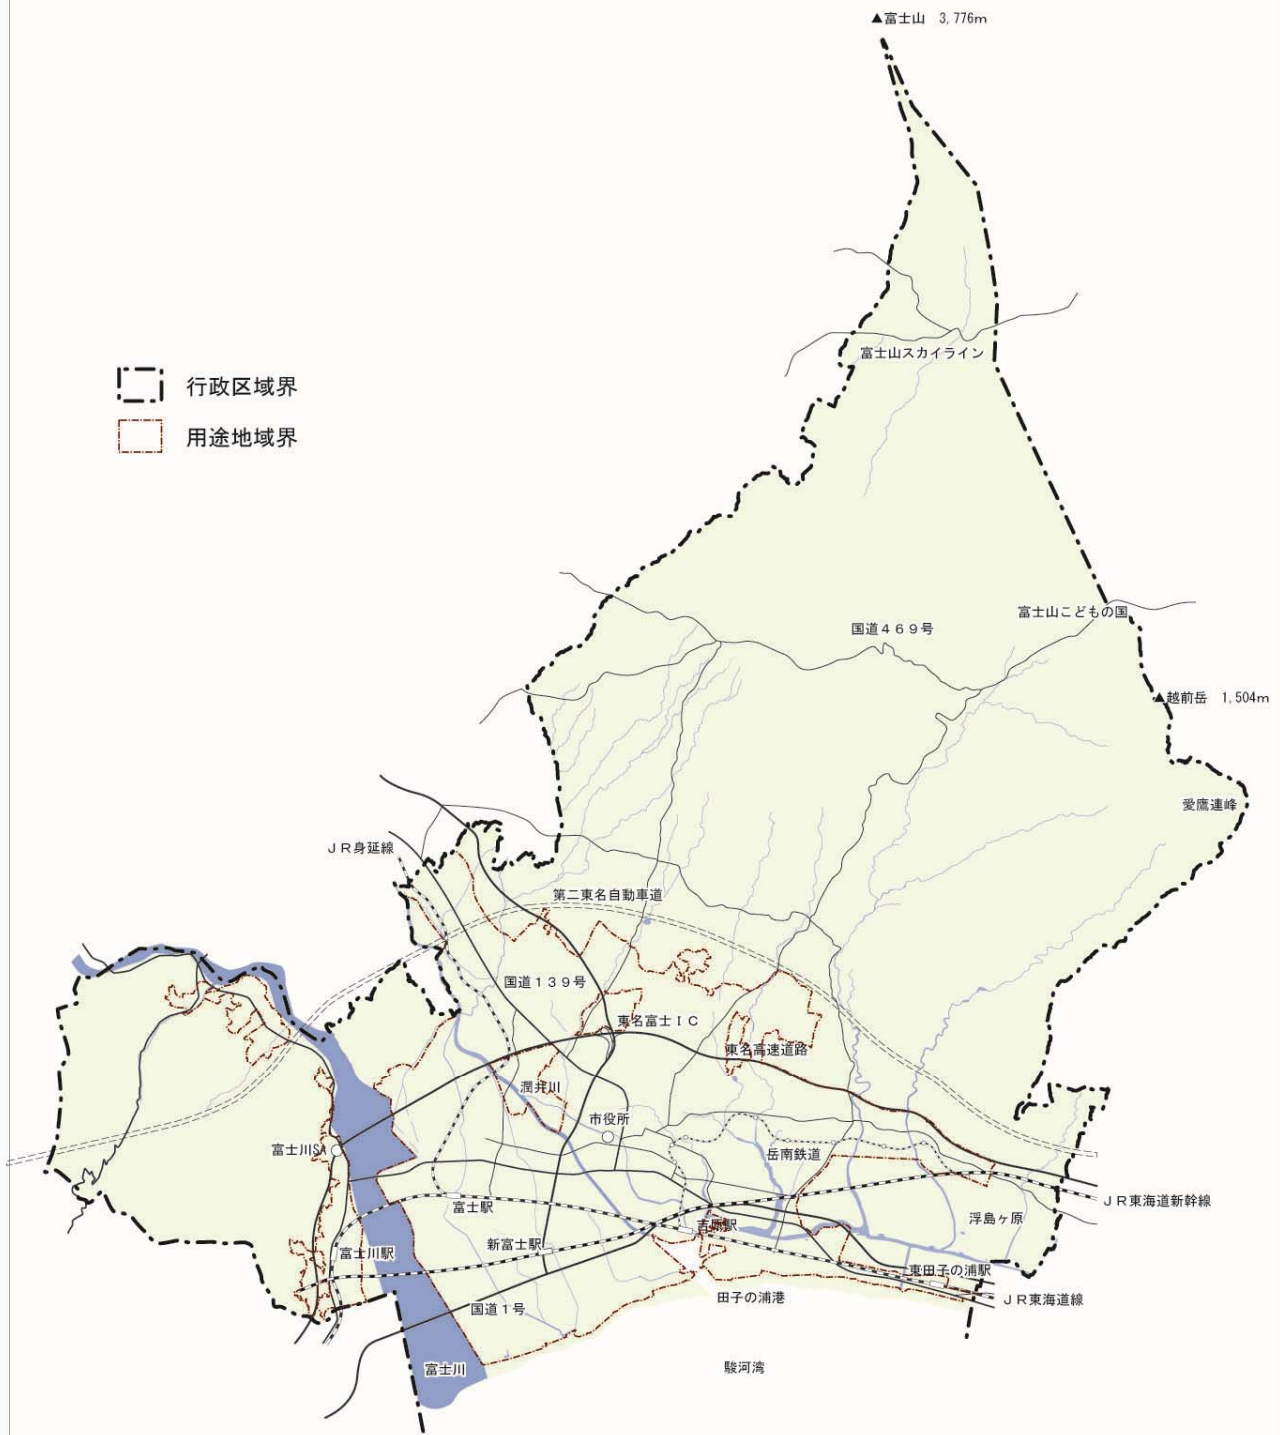 ▲富士山 3,776m
富士山スカイライン
行政区域界
用途地域界
富士山こどもの国
国道469号
▲越前岳 1,504m
愛鷹連峰
JR身延線
第二東名自動車道
国道139号
東名富士IC
東名高速道路
潤井川
市役所
富士川SA
岳南鉄道
JR東海道新幹線
富士駅
浮島ヶ原
吉原駅
新富士駅
富士川駅
東田子の浦駅
田子の浦港
JR東海道線
国道1号
富士川
駿河湾